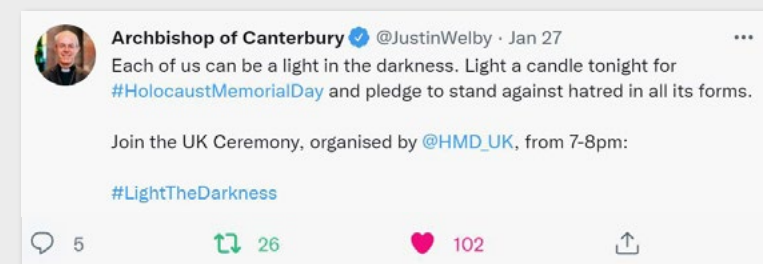 Archbishop of Canterbury @JustinWelby · Jan 27
Each of us can be a light in the darkness. Light a candle tonight for
#HolocaustMemorialDay and pledge to stand against hatred in all its forms.
Join the UK Ceremony, organised by @HMD_UK, from 7-8pm:
#LightTheDarkness
5 26 102